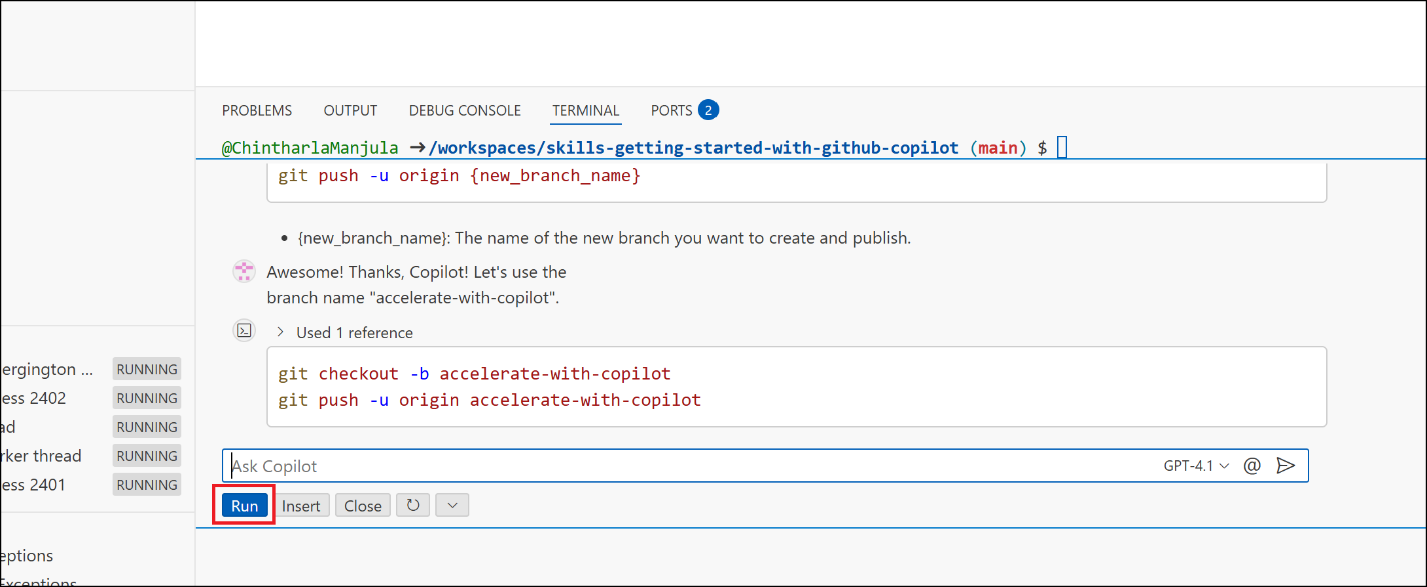 PROBLEMS OUTPUT DEBUG CONSOLE TERMINAL PORTS 2
@ChintharlaManjula ➜/workspaces/skills-getting-started-with-github-copilot (main) $
git push -u origin {new_branch_name}
• {new_branch_name}: The name of the new branch you want to create and publish.
Awesome! Thanks, Copilot! Let's use the
branch name "accelerate-with-copilot".
> Used 1 reference
git checkout -b accelerate-with-copilot
git push -u origin accelerate-with-copilot
Ask Copilot GPT-4.1 @
Run Insert Close
ergington ... RUNNING
ess 2402 RUNNING
ad RUNNING
rker thread RUNNING
ess 2401 RUNNING
eptions
Exceptions